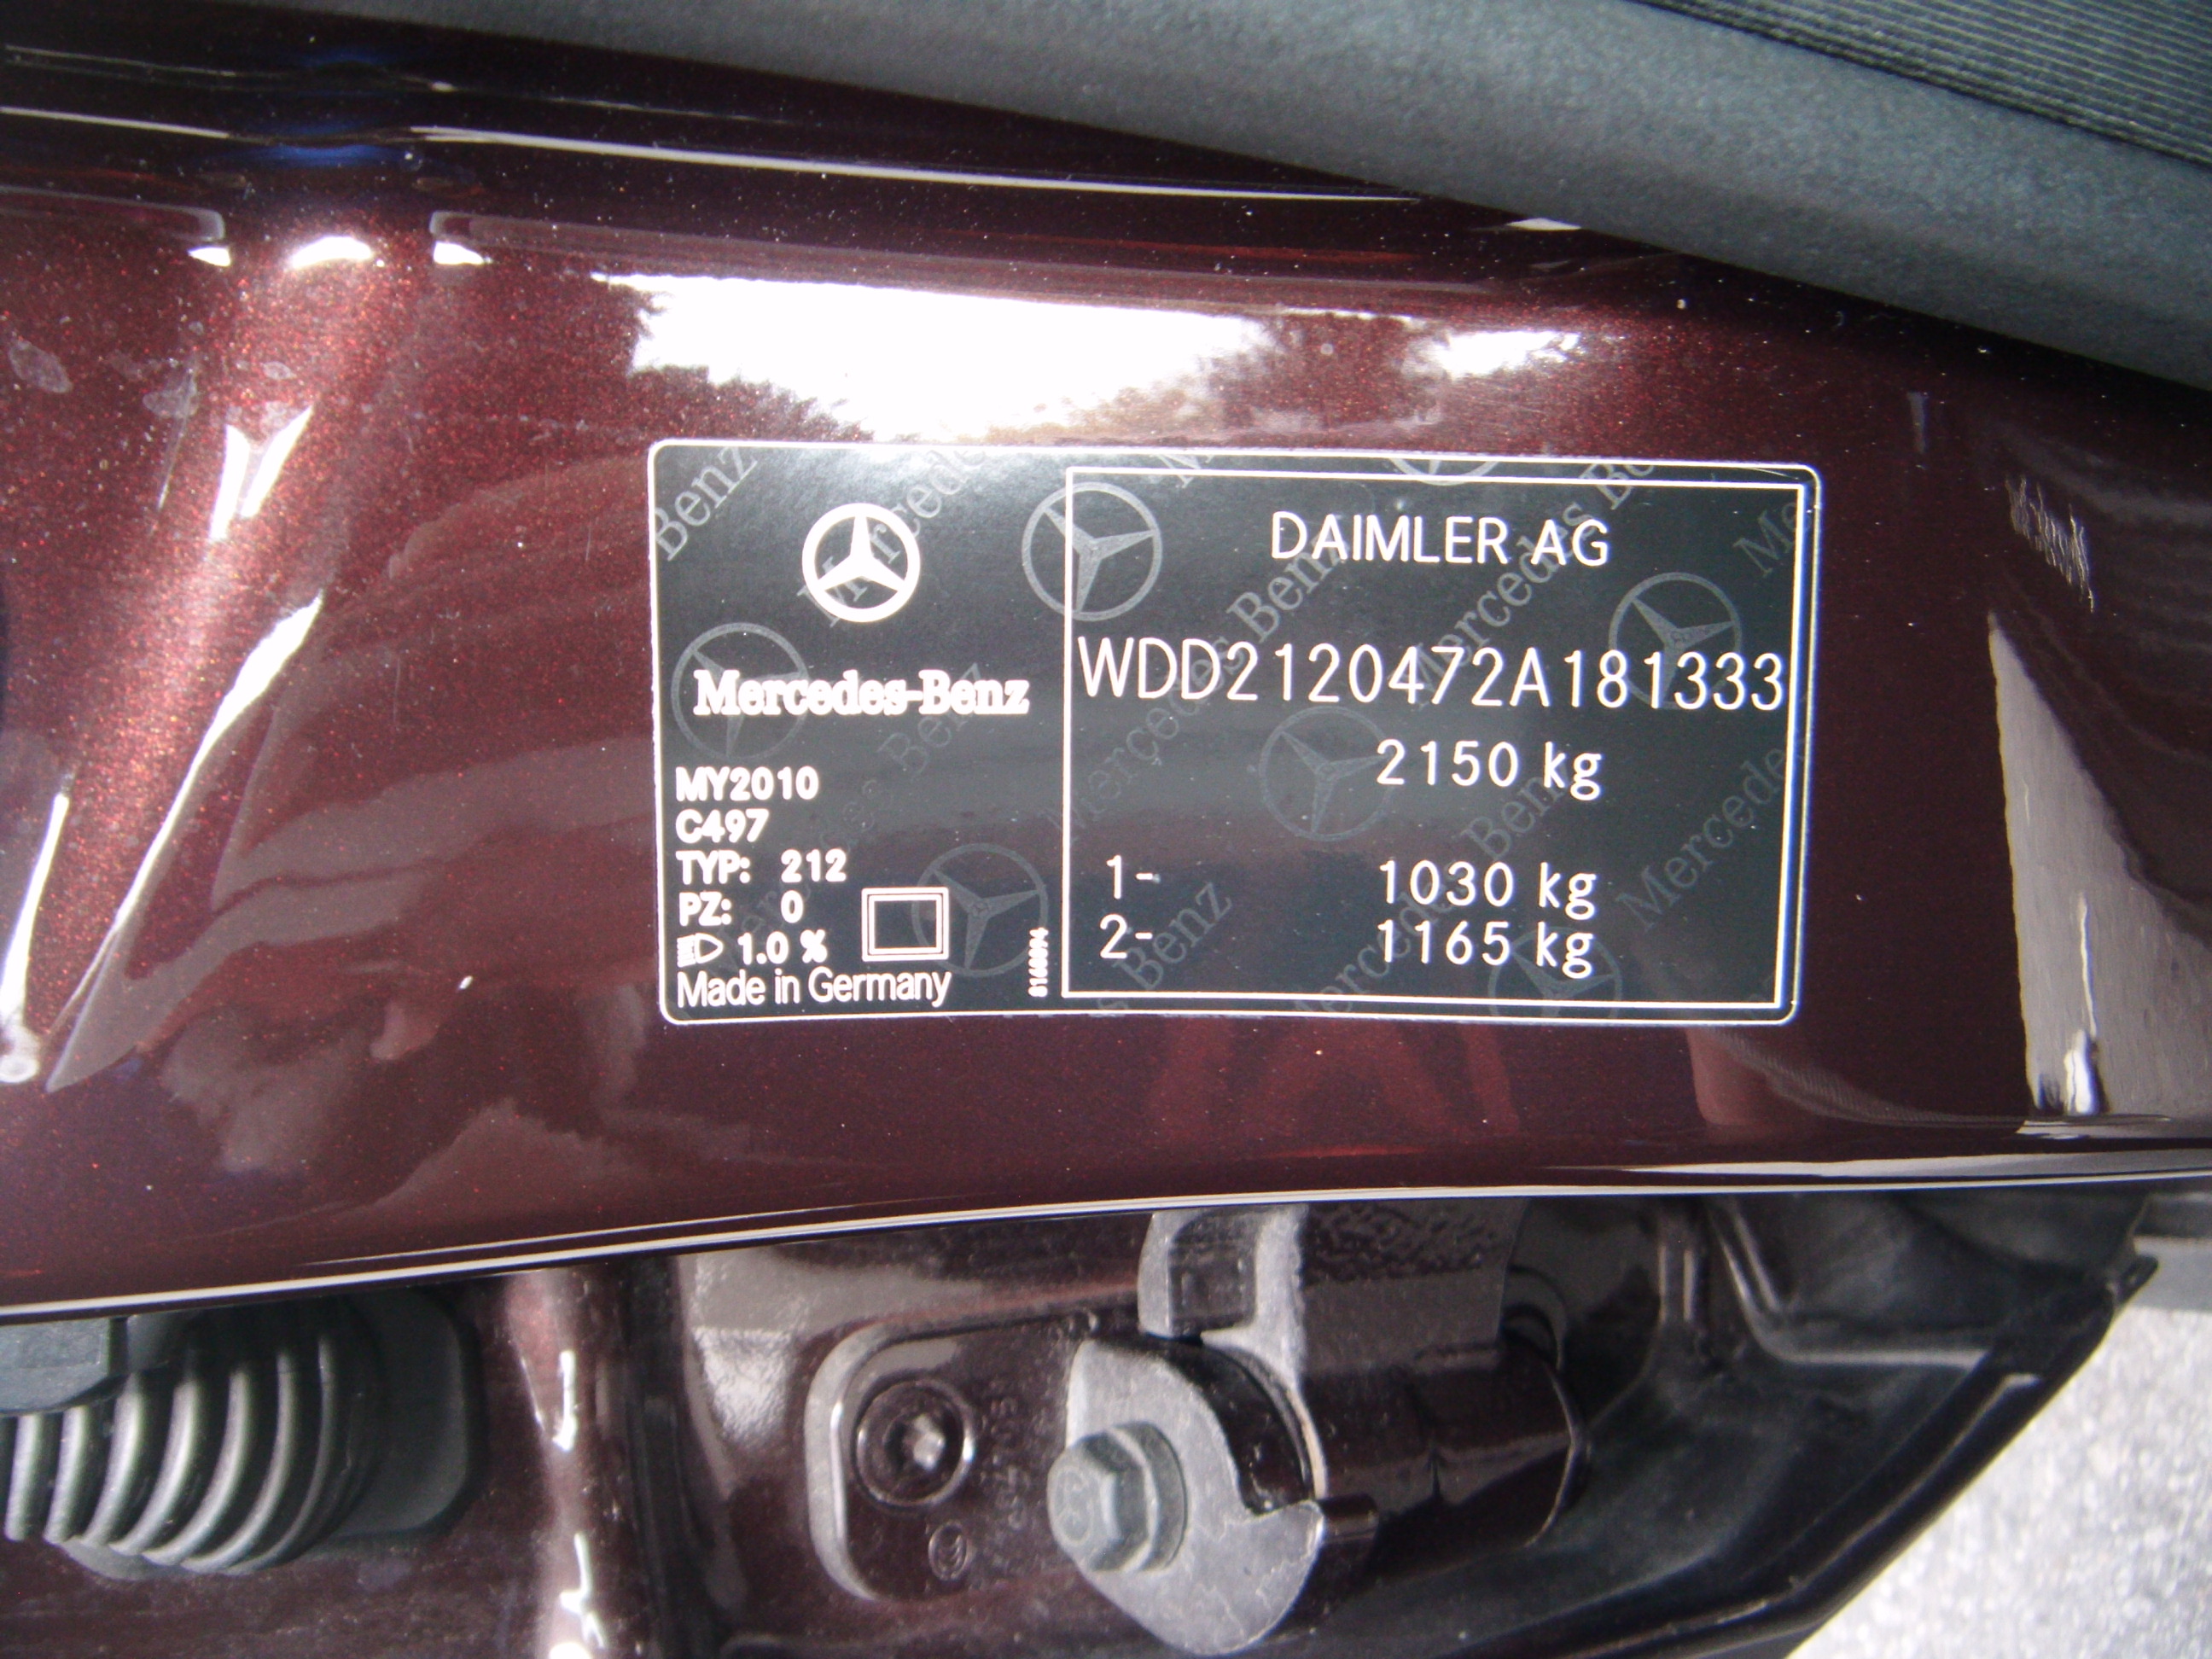 Mercedes-Benz
MY2010
C497
TYP: 212
PZ: 0
1.0 %
Made in Germany
DAIMLER AG
WDD2120472A181333
2150 kg
1- 1030 kg
2- 1165 kg